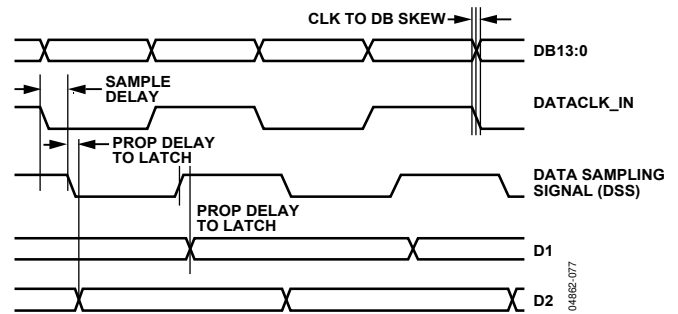 CLK TO DB SKEW
DB13:0
SAMPLE
DELAY
DATACLK_IN
PROP DELAY
TO LATCH
DATA SAMPLING
SIGNAL (DSS)
PROP DELAY
TO LATCH
D1
D2
04862-077